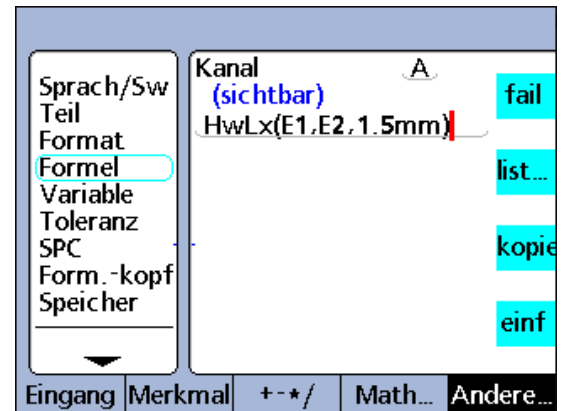 Sprach/Sw
Teil
Format
Formel
Variable
Toleranz
SPC
Form.-kopf
Speicher
Kanal A
(sichtbar)
HwLx(E1,E2,1.5mm)
fail
list...
kopie
einf
Eingang Merkmal +-*/ Math... Andere...